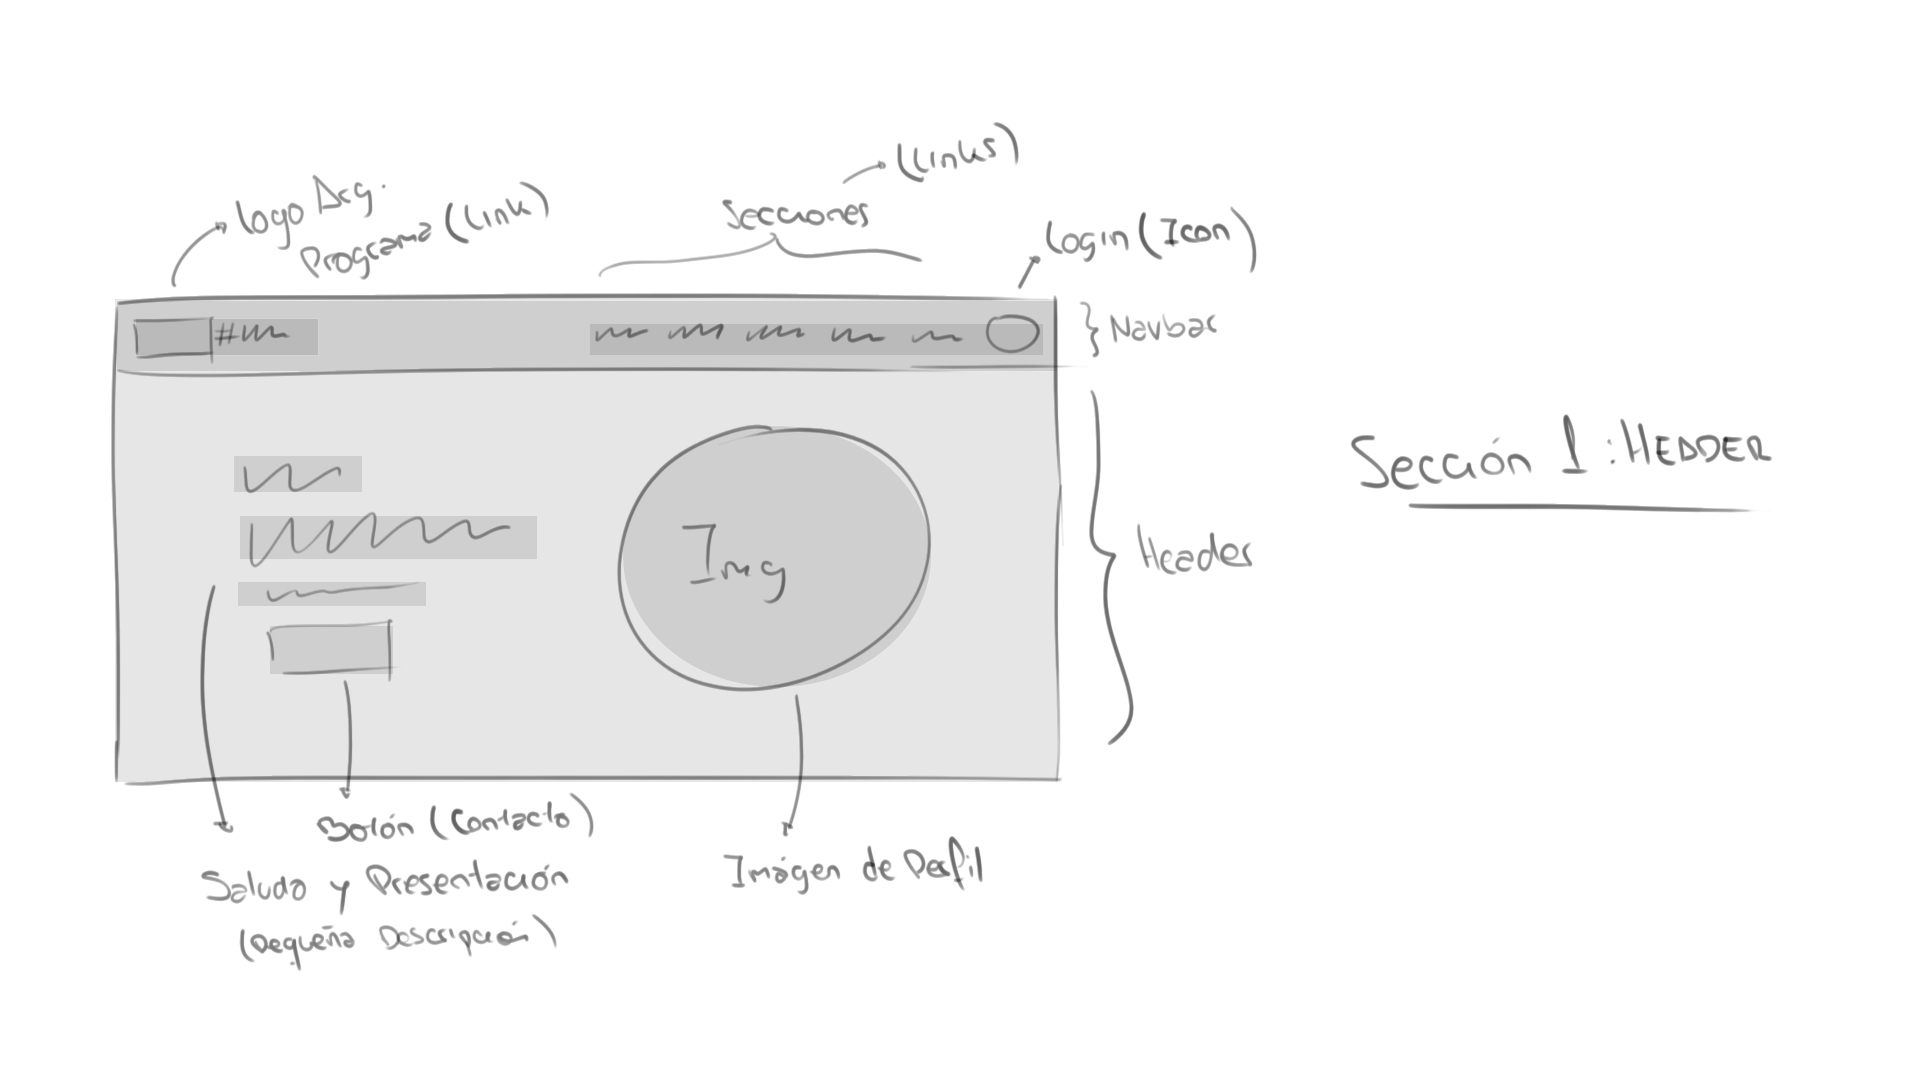 (Links)
Logo Arg.
Programa (Link)
Secciones
Login (Icon)
#
Navbar
Sección 1 : HEDDER
Img
Header
Botón (Contacto)
Saludo y Presentación
(Pequeña Descripción)
Imágen de Perfil